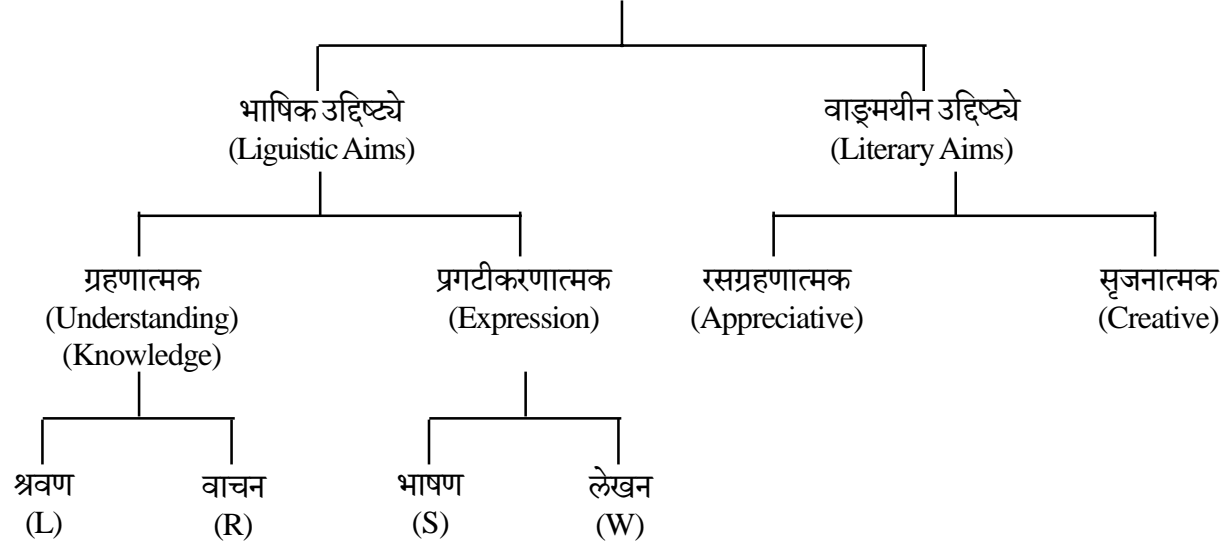 भाषिक उद्दिष्ट्ये
(Liguistic Aims)
वाङ्मयीन उद्दिष्ट्ये
(Literary Aims)
ग्रहणात्मक
(Understanding)
(Knowledge)
प्रगटीकरणात्मक
(Expression)
रसग्रहणात्मक
(Appreciative)
सृजनात्मक
(Creative)
श्रवण
(L)
वाचन
(R)
भाषण
(S)
लेखन
(W)